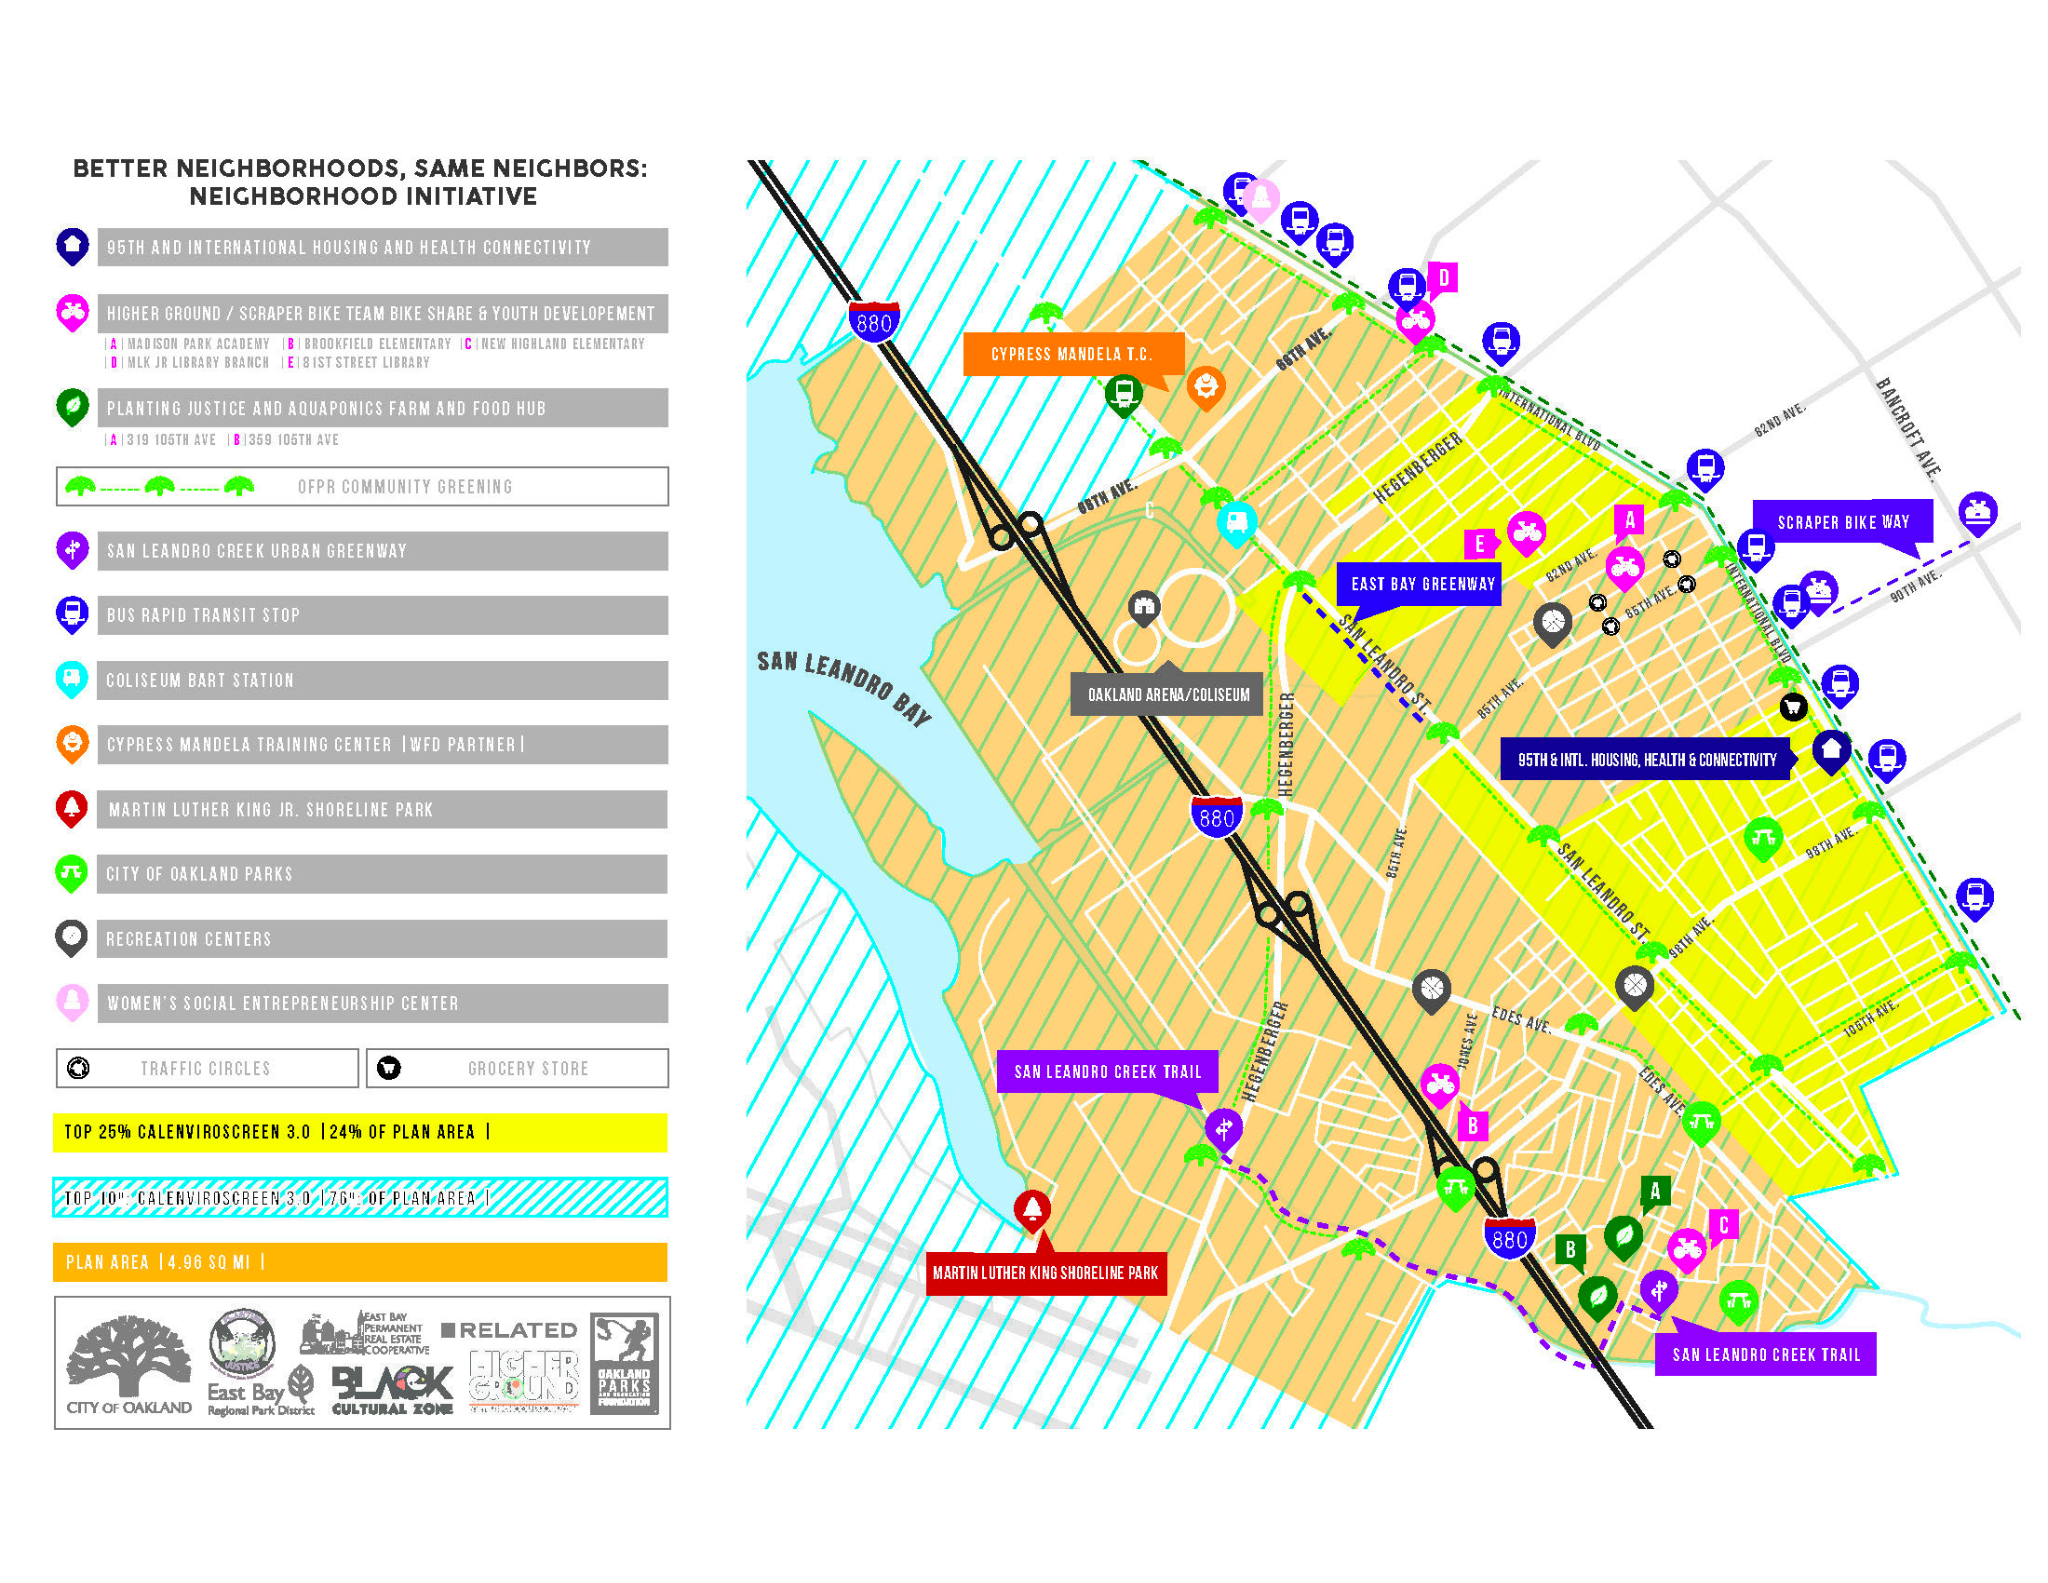 BETTER NEIGHBORHOODS, SAME NEIGHBORS:
NEIGHBORHOOD INITIATIVE
95TH AND INTERNATIONAL HOUSING AND HEALTH CONNECTIVITY
HIGHER GROUND / SCRAPER BIKE TEAM BIKE SHARE & YOUTH DEVELOPEMENT
|A|MADISON PARK ACADEMY |B|BROOKFIELD ELEMENTARY |C|NEW HIGHLAND ELEMENTARY
|D|MLK JR LIBRARY BRANCH |E|81ST STREET LIBRARY
PLANTING JUSTICE AND AQUAPONICS FARM AND FOOD HUB
|A|319 105TH AVE |B|359 105TH AVE
OFPR COMMUNITY GREENING
SAN LEANDRO CREEK URBAN GREENWAY
BUS RAPID TRANSIT STOP
COLISEUM BART STATION
CYPRESS MANDELA TRAINING CENTER |WFD PARTNER|
MARTIN LUTHER KING JR. SHORELINE PARK
CITY OF OAKLAND PARKS
RECREATION CENTERS
WOMEN'S SOCIAL ENTREPRENEURSHIP CENTER
TRAFFIC CIRCLES
GROCERY STORE
TOP 25% CALENVIROSCREEN 3.0 |24% OF PLAN AREA |
TOP 10% CALENVIROSCREEN 3.0 |76% OF PLAN AREA |
PLAN AREA |4.96 SQ MI |
CITY OF OAKLAND
JUSTICE
East Bay
Regional Park District
EAST BAY
PERMANENT
REAL ESTATE
COOPERATIVE
BLACK
CULTURAL ZONE
RELATED
HIGHER
GROUND
OAKLAND
PARKS
AND RECREATION
FOUNDATION
D
880
CYPRESS MANDELA T.C.
66TH AVE.
INTERNATIONAL BLVD
82ND AVE.
BANCROFT AVE.
HEGENBERGER
66TH AVE.
C
A
SCRAPER BIKE WAY
E
82ND AVE.
EAST BAY GREENWAY
85TH AVE.
90TH AVE.
INTERNATIONAL BLVD
SAN LEANDRO BAY
SAN LEANDRO ST.
OAKLAND ARENA/COLISEUM
85TH AVE.
HEGENBERGER
95TH & INTL. HOUSING, HEALTH & CONNECTIVITY
880
85TH AVE.
98TH AVE.
SAN LEANDRO ST.
98TH AVE.
HEGENBERGER
JONES AVE
EDES AVE.
105TH AVE.
SAN LEANDRO CREEK TRAIL
EDES AVE.
B
A
C
880
B
MARTIN LUTHER KING SHORELINE PARK
SAN LEANDRO CREEK TRAIL